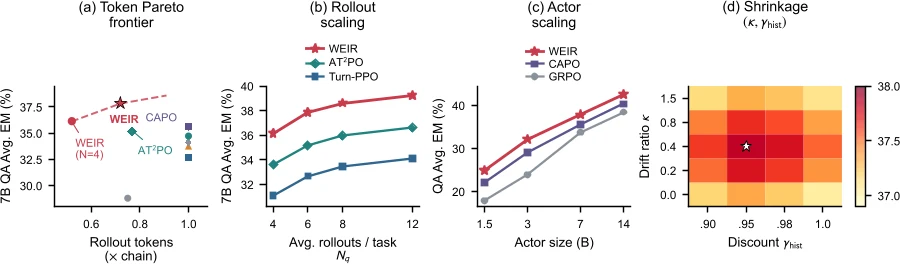 (a) Token Pareto
frontier
7B QA Avg. EM (%)
37.5
35.0
32.5
30.0
WEIR
CAPO
WEIR
(N=4)
AT²PO
0.6
0.8
1.0
Rollout tokens
(× chain)
(b) Rollout
scaling
WEIR
AT²PO
Turn-PPO
7B QA Avg. EM (%)
40
38
36
34
32
4
6
8
12
Avg. rollouts / task
N_q
(c) Actor
scaling
WEIR
CAPO
GRPO
QA Avg. EM (%)
40
30
20
1.5
3
7
14
Actor size (B)
(d) Shrinkage
(κ, γ_hist)
Drift ratio κ
1.5
0.8
0.4
0.2
0.0
.90
.95
.98
1.0
Discount γ_hist
38.0
37.5
37.0